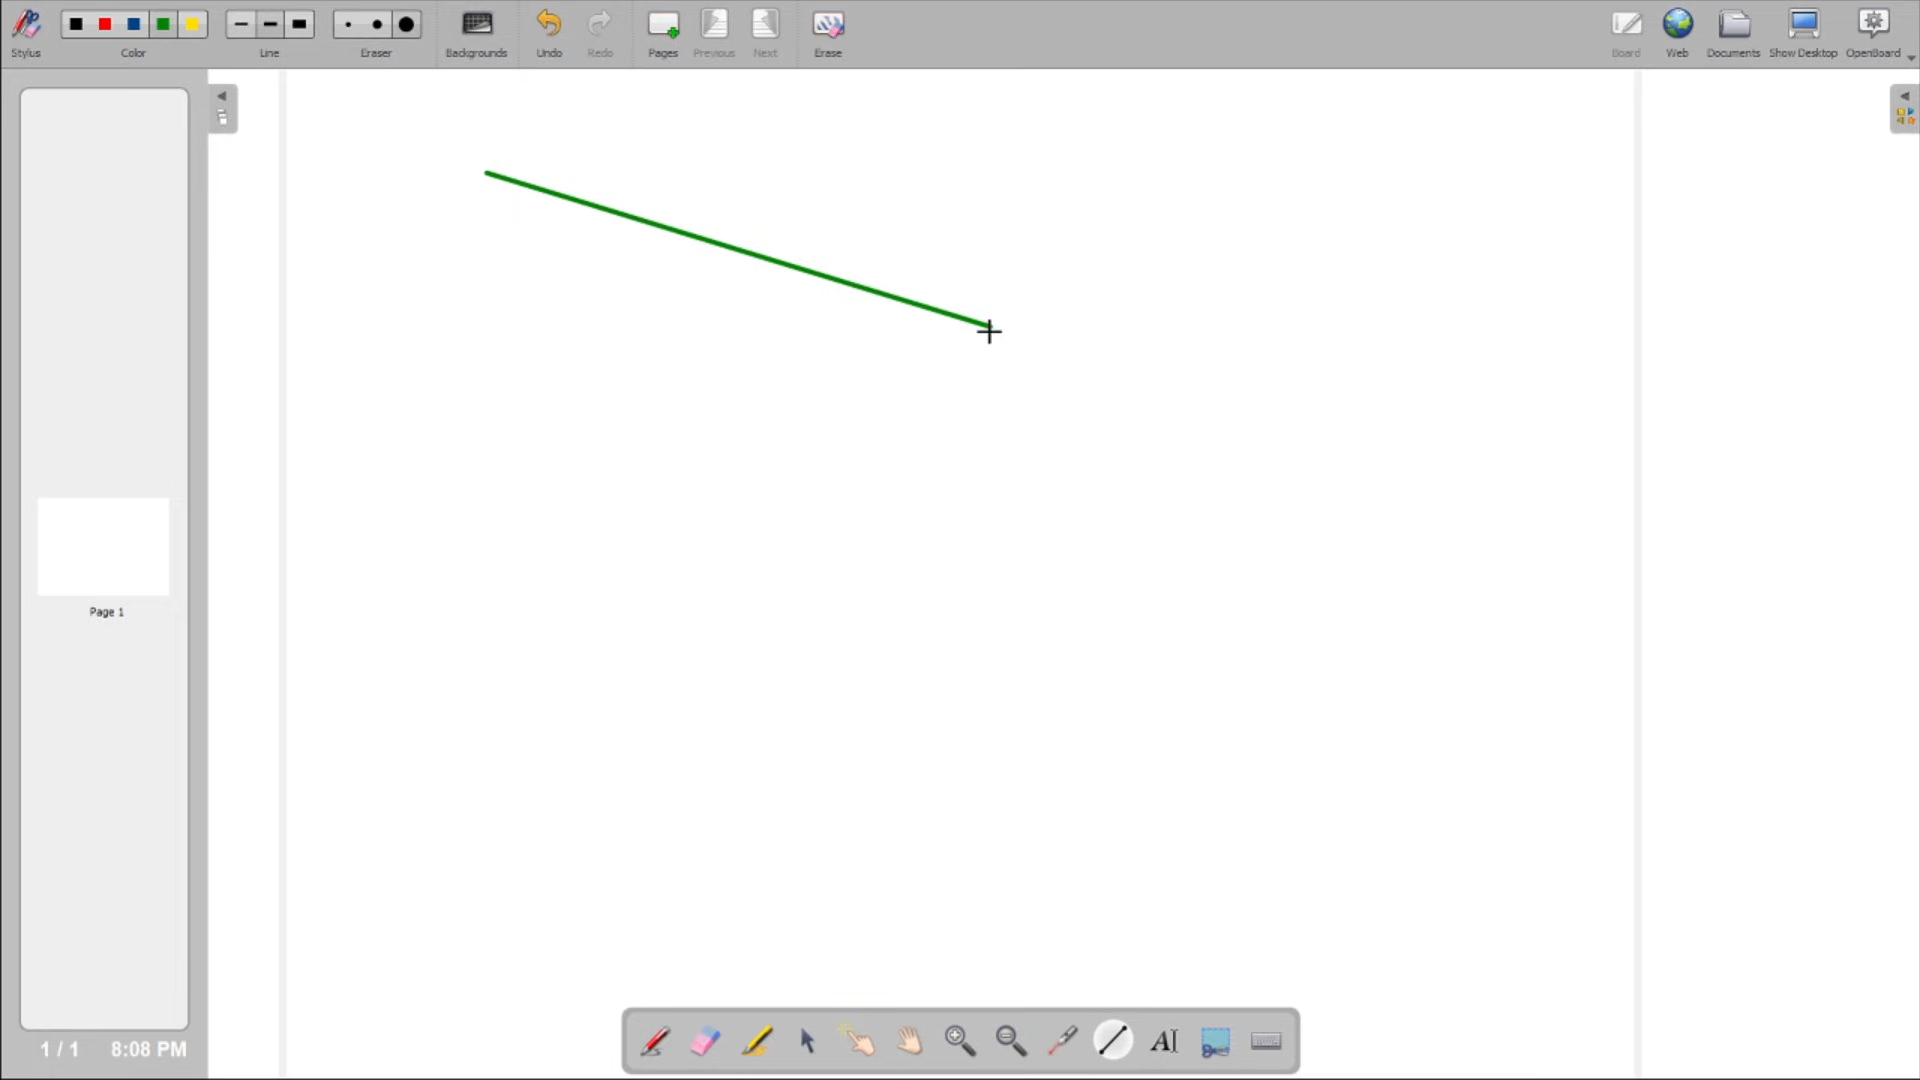 Stylus
Color
Line
Eraser
Backgrounds
Undo
Redo
Pages
Previous
Next
Erase
Board
Web
Documents
Show Desktop
OpenBoard
Page 1
1 / 1 8:08 PM
AI